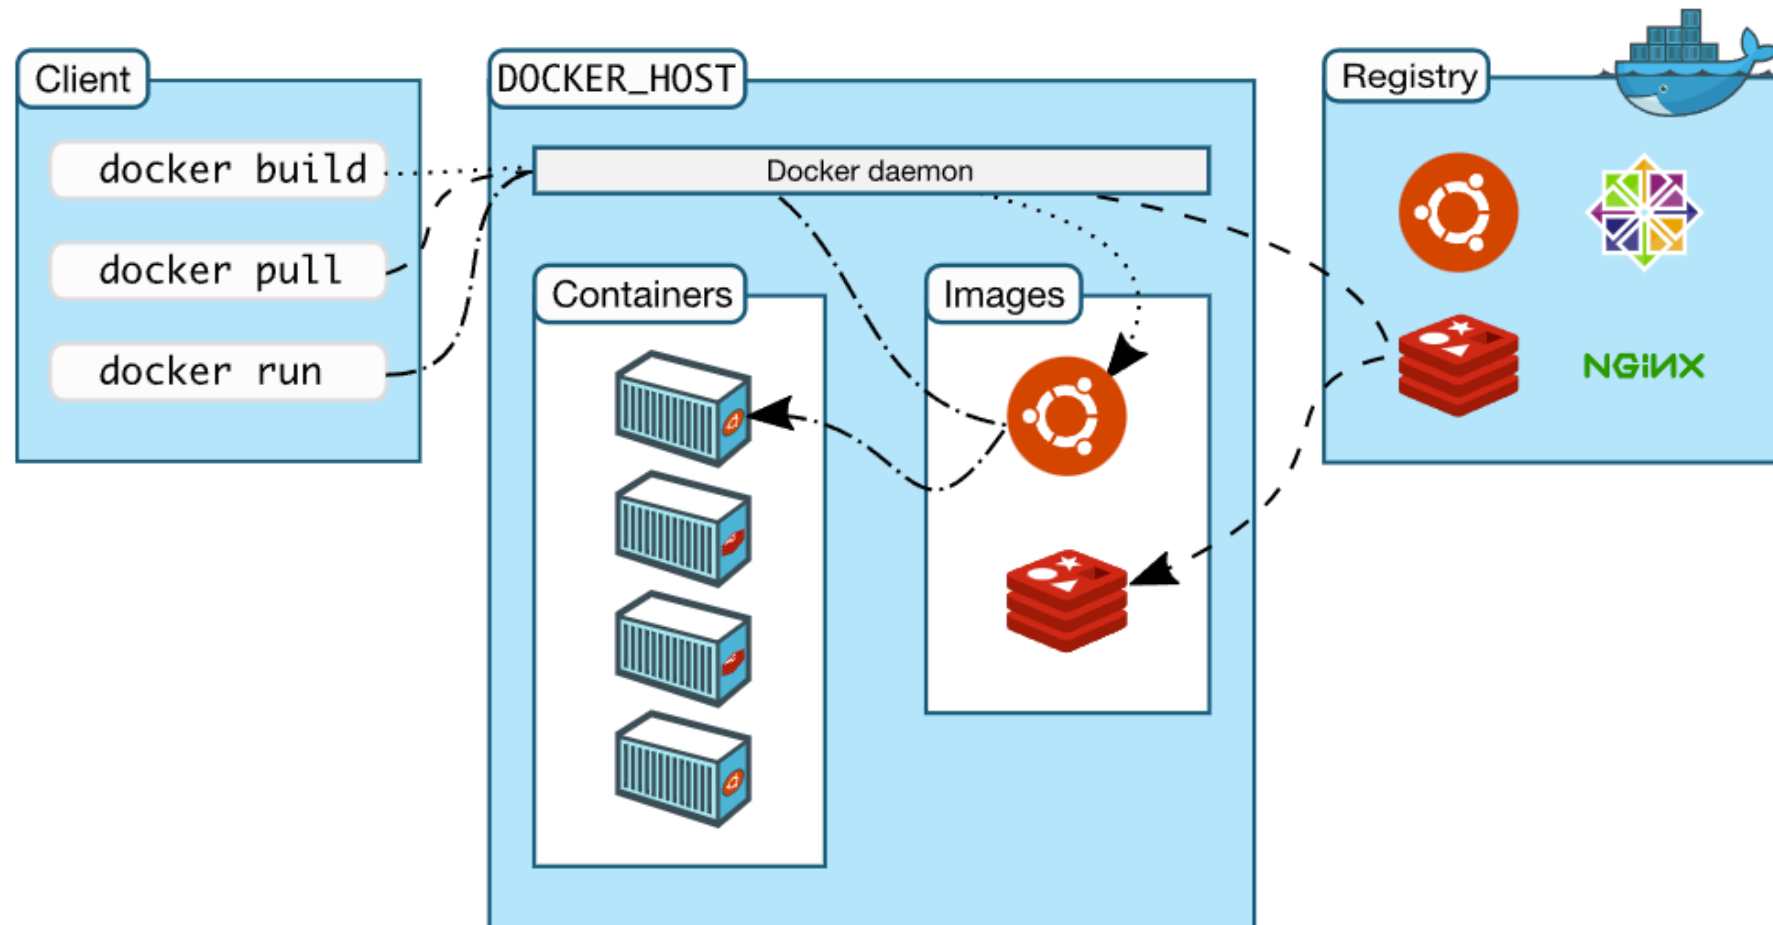 Client
docker build
docker pull
docker run
DOCKER_HOST
Docker daemon
Containers
Images
Registry
NGiNX